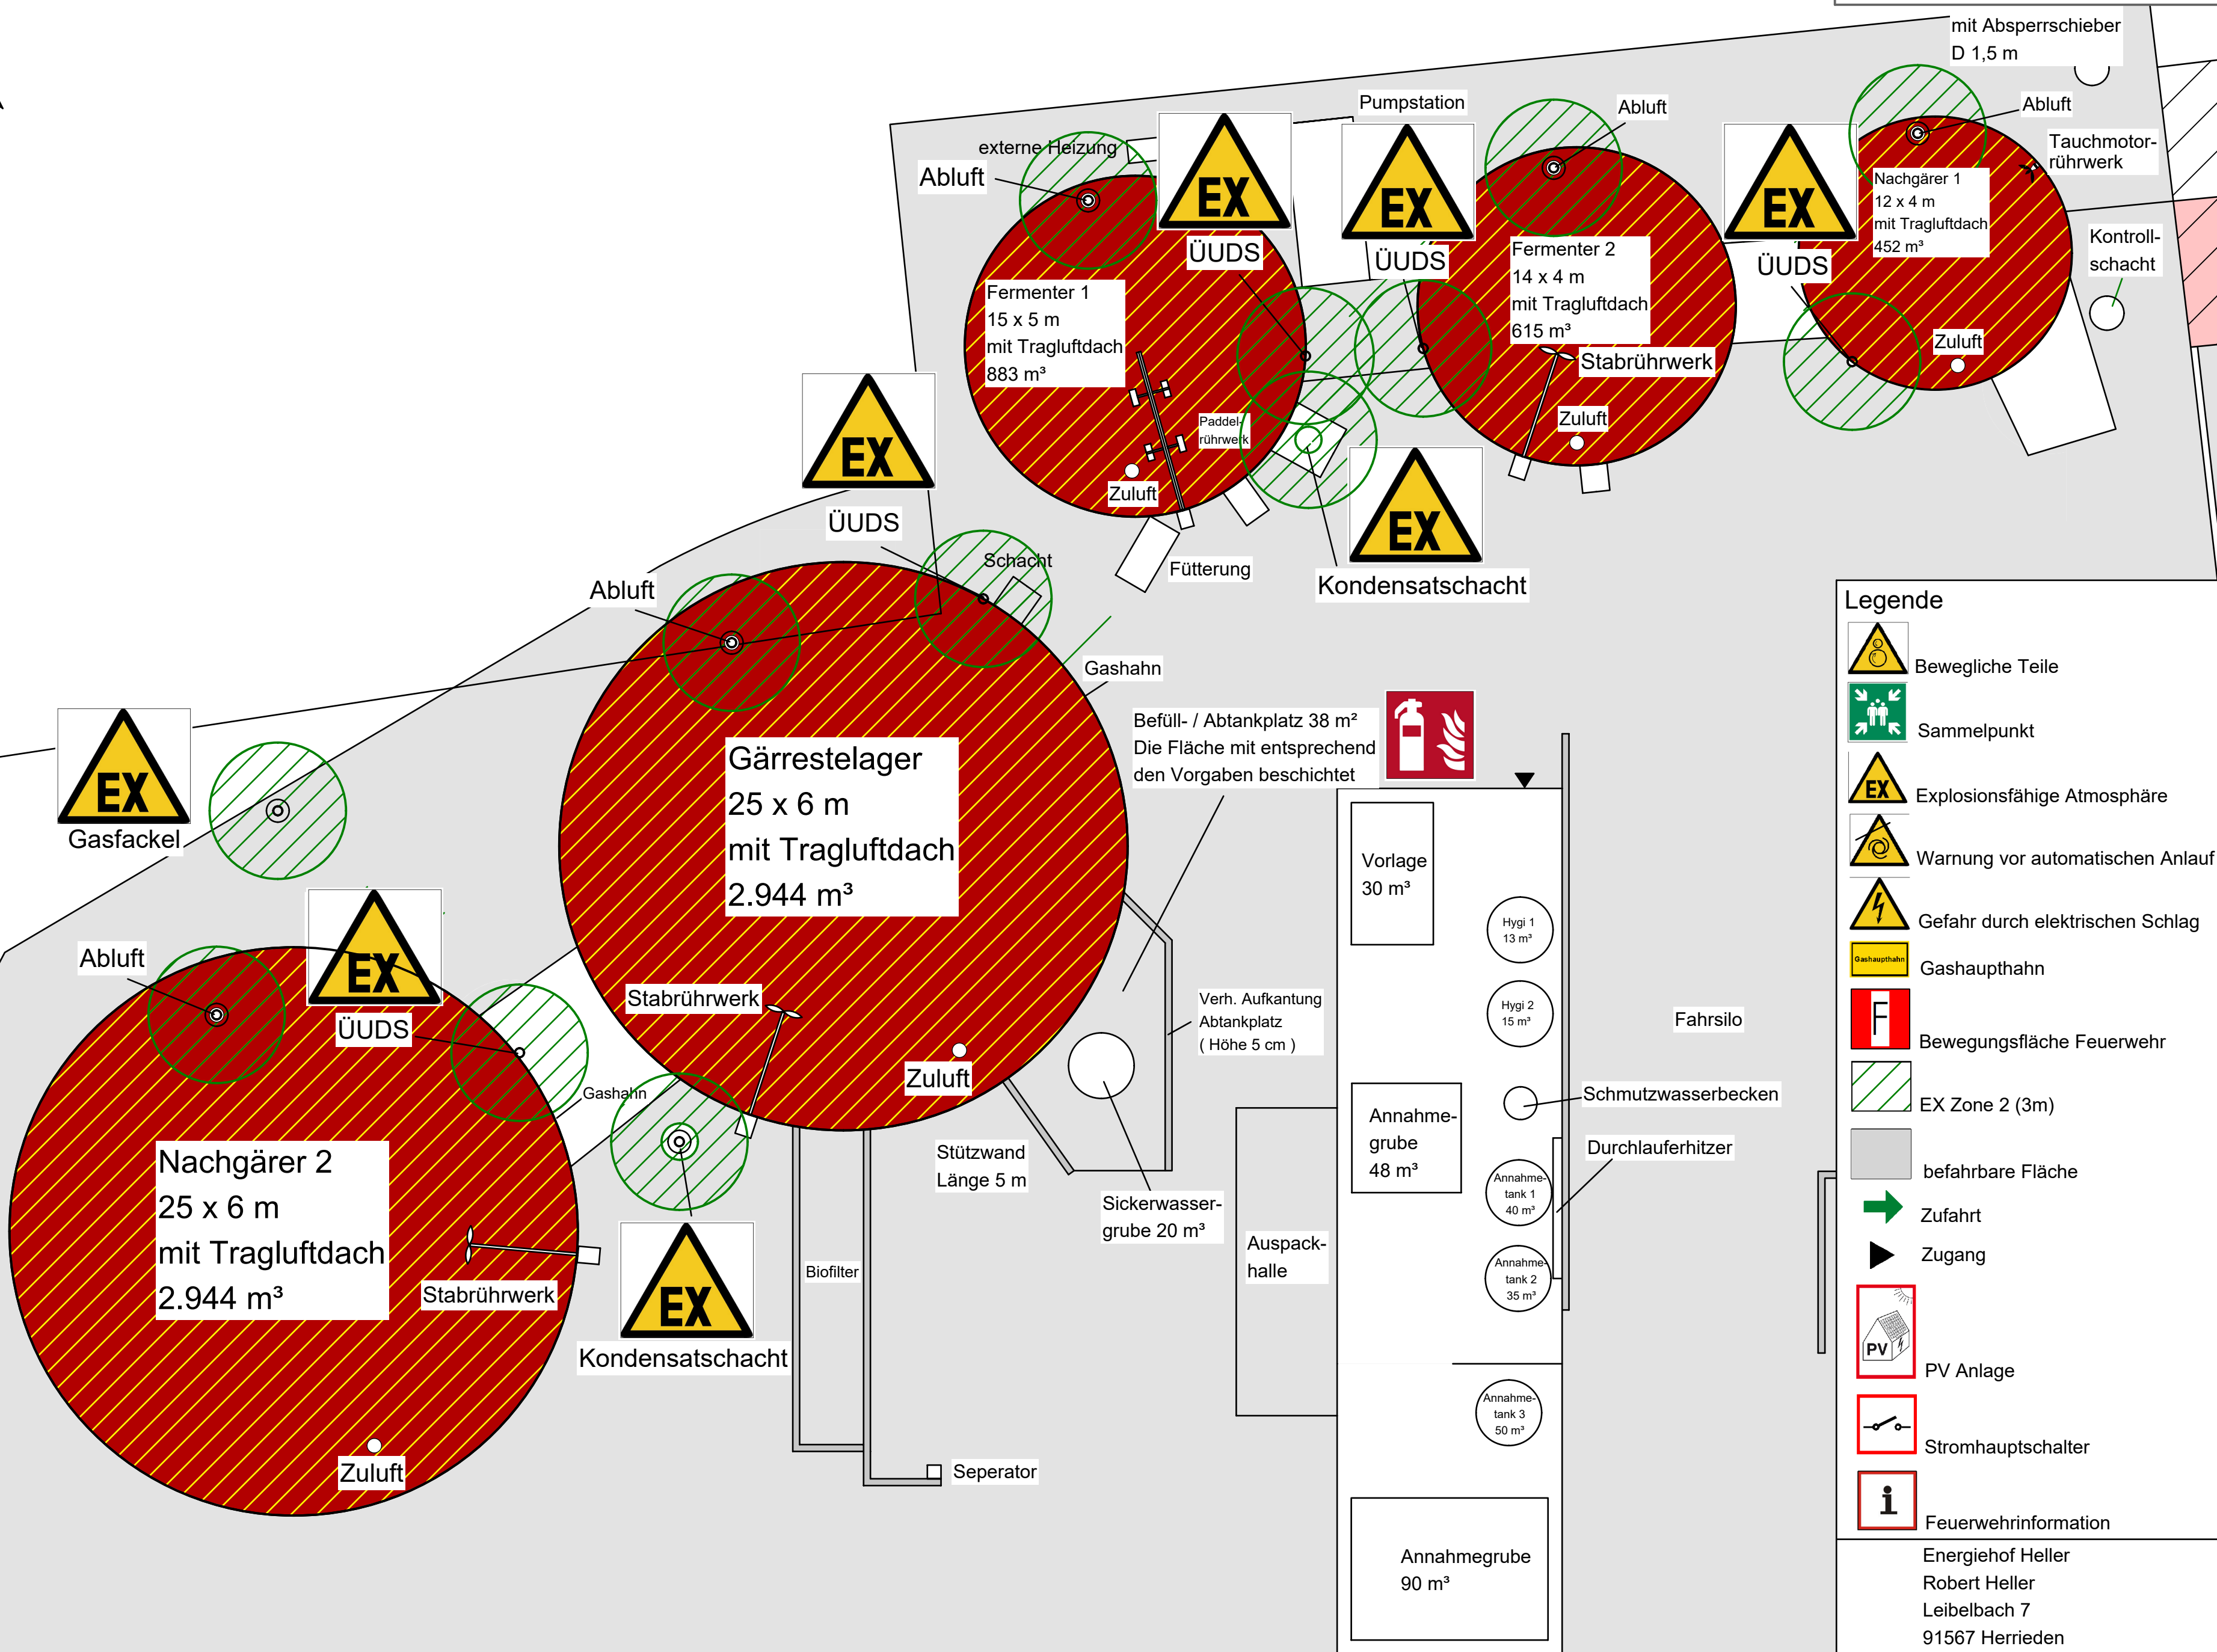 mit Absperrschieber
D 1,5 m
Pumpstation
Abluft
Abluft
externe Heizung
Abluft
EX
EX
EX
Tauchmotor-
rührwerk
Nachgärer 1
12 x 4 m
mit Tragluftdach
452 m³
ÜUDS
ÜUDS
ÜUDS
Kontroll-
schacht
Fermenter 1
15 x 5 m
mit Tragluftdach
883 m³
Fermenter 2
14 x 4 m
mit Tragluftdach
615 m³
Stabrührwerk
Zuluft
Zuluft
Paddel-
rührwerk
Zuluft
EX
ÜUDS
EX
Kondensatschacht
Fütterung
Schacht
Abluft
Gashahn
EX
Gasfackel
Befüll- / Abtankplatz 38 m²
Die Fläche mit entsprechend
den Vorgaben beschichtet
Gärrestelager
25 x 6 m
mit Tragluftdach
2.944 m³
Vorlage
30 m³
Hygi 1
13 m³
Hygi 2
15 m³
Abluft
EX
ÜUDS
Stabrührwerk
Zuluft
Gashahn
Verh. Aufkantung
Abtankplatz
( Höhe 5 cm )
Fahrsilo
Schmutzwasserbecken
Durchlauferhitzer
Annahme-
grube
48 m³
Annahme-
tank 1
40 m³
Annahme-
tank 2
35 m³
Stützwand
Länge 5 m
Sickerwasser-
grube 20 m³
Auspack-
halle
Nachgärer 2
25 x 6 m
mit Tragluftdach
2.944 m³
Stabrührwerk
Zuluft
EX
Kondensatschacht
Biofilter
Seperator
Annahme-
tank 3
50 m³
Annahmegrube
90 m³
Legende
Bewegliche Teile
Sammelpunkt
EX
Explosionsfähige Atmosphäre
Warnung vor automatischen Anlauf
Gefahr durch elektrischen Schlag
Gashaupthahn
Gashaupthahn
F
Bewegungsfläche Feuerwehr
EX Zone 2 (3m)
befahrbare Fläche
Zufahrt
Zugang
PV
PV Anlage
Stromhauptschalter
i
Feuerwehrinformation
Energiehof Heller
Robert Heller
Leibelbach 7
91567 Herrieden